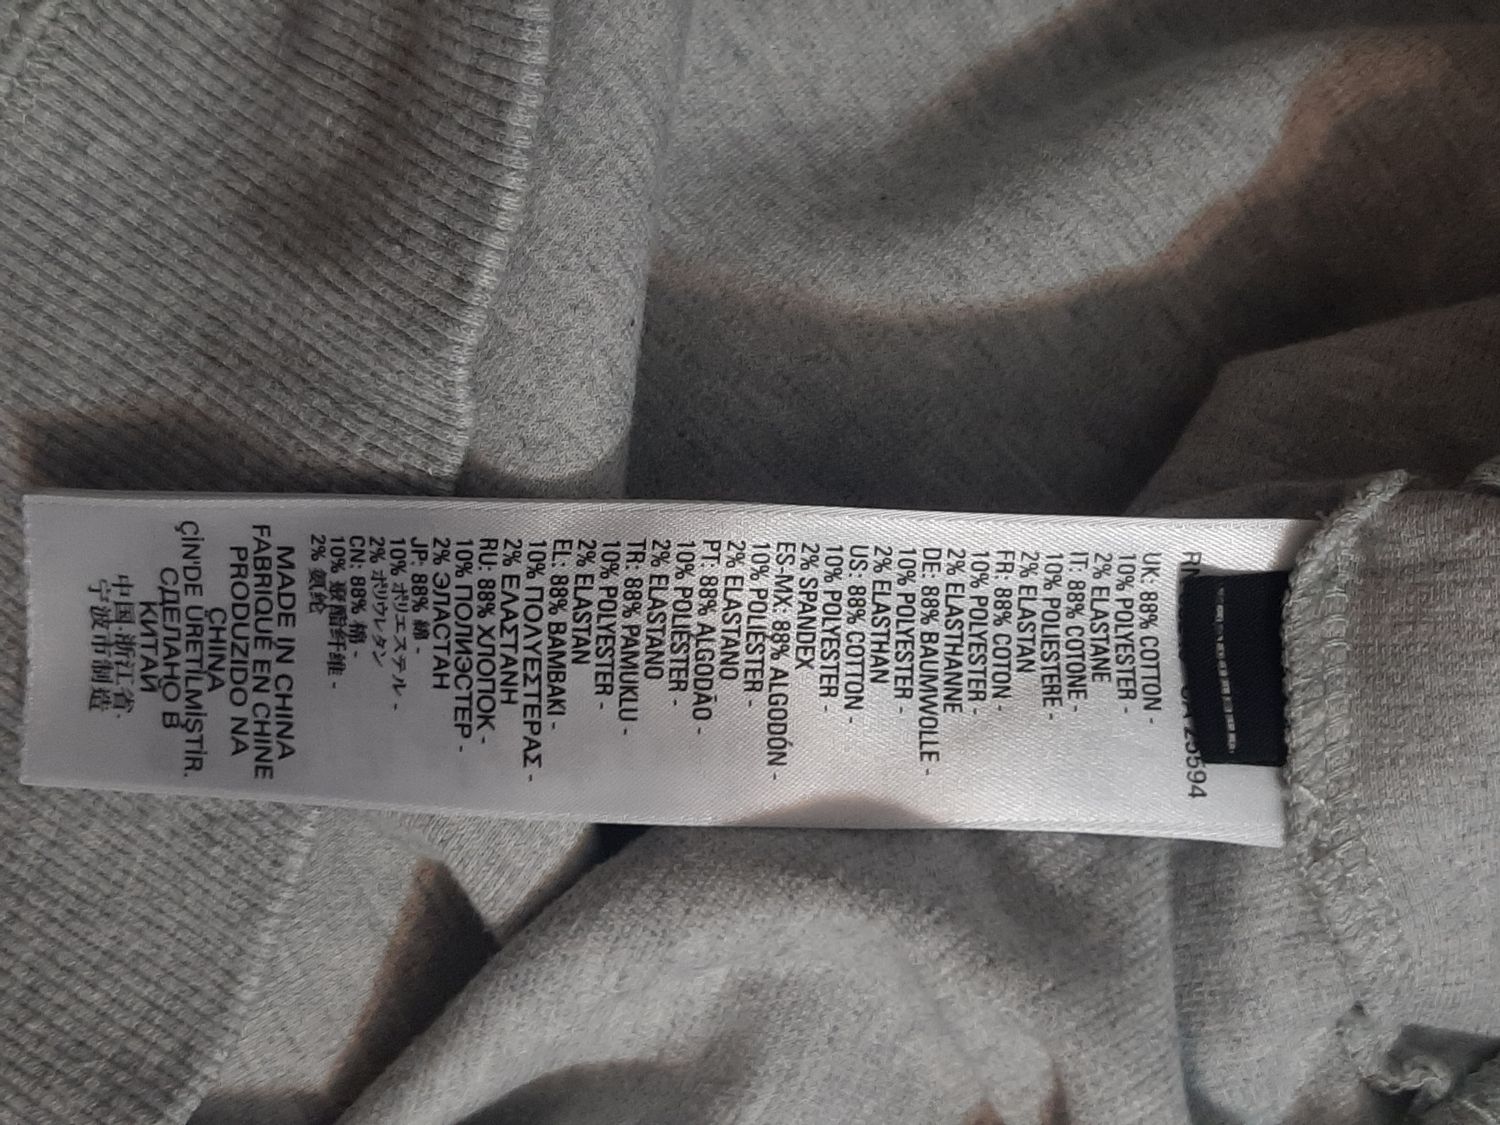 UK: 88% COTTON -
10% POLYESTER -
2% ELASTANE
IT: 88% COTONE -
10% POLIESTERE -
2% ELASTAN
FR: 88% COTON -
10% POLYESTER -
2% ELASTHANNE
DE: 88% BAUMWOLLE -
10% POLYESTER -
2% ELASTHAN
US: 88% COTTON -
10% POLYESTER -
2% SPANDEX
ES-MX: 88% ALGODÓN -
10% POLIÉSTER -
2% ELASTANO
PT: 88% ALGODÃO -
10% POLIÉSTER -
2% ELASTANO
TR: 88% PAMUKLU -
10% POLYESTER -
2% ELASTAN
EL: 88% ΒΑΜΒΑΚΙ -
10% ΠΟΛΥΕΣΤΕΡΑΣ -
2% ΕΛΑΣΤΑΝΗ
RU: 88% ХЛОПОК -
10% ПОЛИЭСТЕР -
2% ЭЛАСТАН
JP: 88% 綿 -
10% ポリエステル -
2% ポリウレタン
CN: 88% 棉 -
10% 聚酯纤维 -
2% 氨纶
MADE IN CHINA
FABRIQUÉ EN CHINE
PRODUZIDO NA
CHINA
ÇİN'DE ÜRETİLMİŞTİR.
СДЕЛАНО В
КИТАЙ
中国.浙江省.
宁波市制造